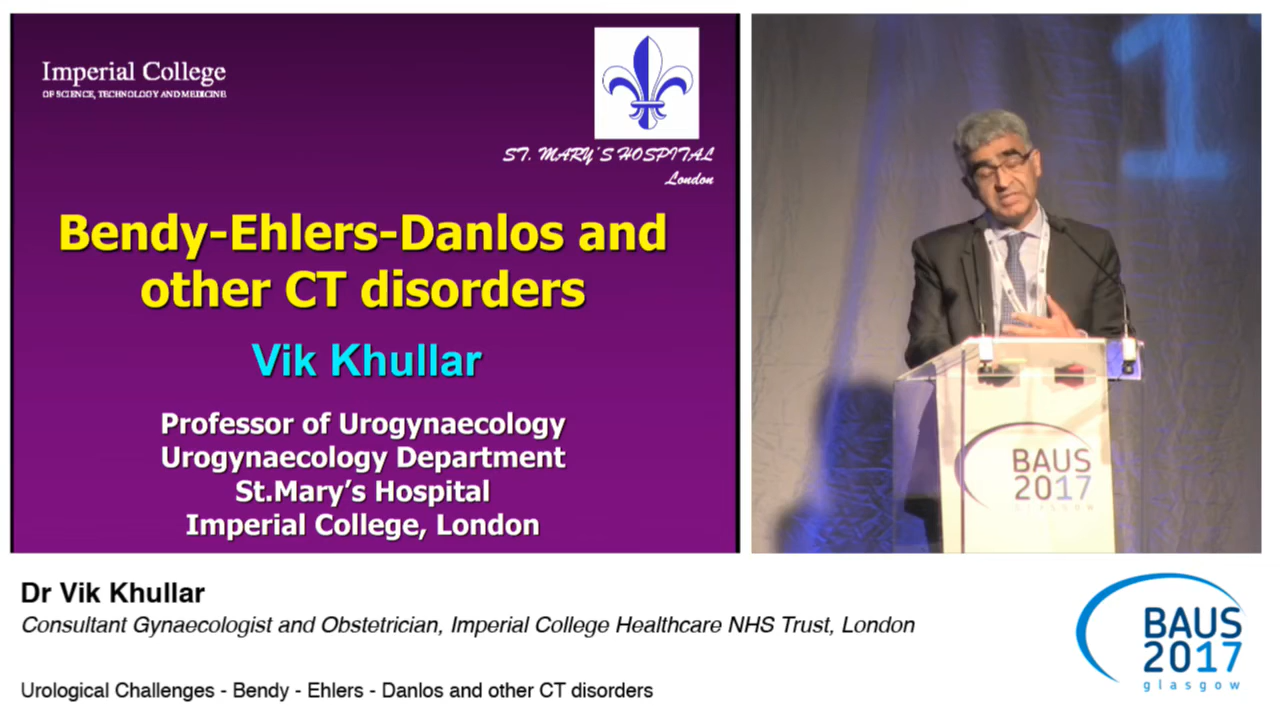 Imperial College
OF SCIENCE, TECHNOLOGY AND MEDICINE
ST. MARY'S HOSPITAL
London
Bendy-Ehlers-Danlos and
other CT disorders
Vik Khullar
Professor of Urogynaecology
Urogynaecology Department
St.Mary's Hospital
Imperial College, London
1
BAUS
2017
GLASGOW
Dr Vik Khullar
Consultant Gynaecologist and Obstetrician, Imperial College Healthcare NHS Trust, London
Urological Challenges - Bendy - Ehlers - Danlos and other CT disorders
BAUS
2017
glasgow